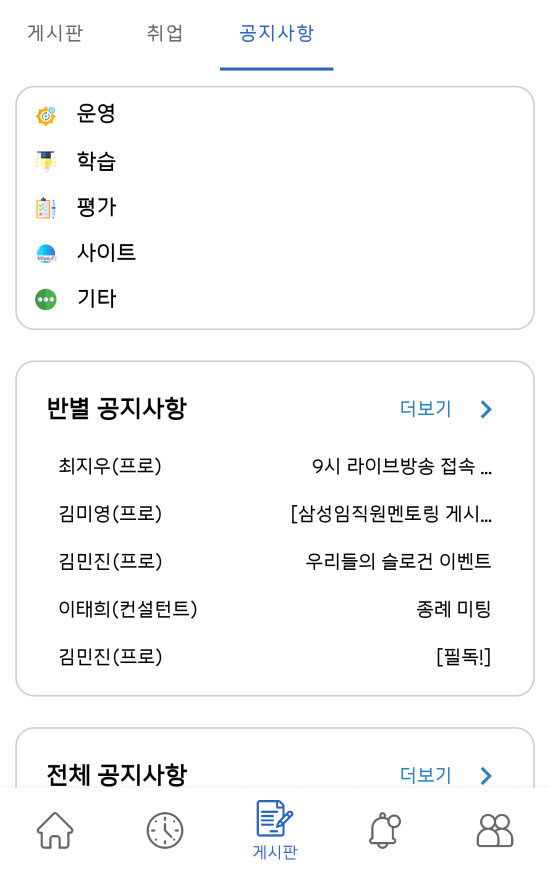 게시판 취업 공지사항
운영
학습
평가
사이트
기타
반별 공지사항 더보기
최지우(프로) 9시 라이브방송 접속 ...
김미영(프로) [삼성임직원멘토링 게시...
김민진(프로) 우리들의 슬로건 이벤트
이태희(컨설턴트) 종례 미팅
김민진(프로) [필독!]
전체 공지사항 더보기
게시판